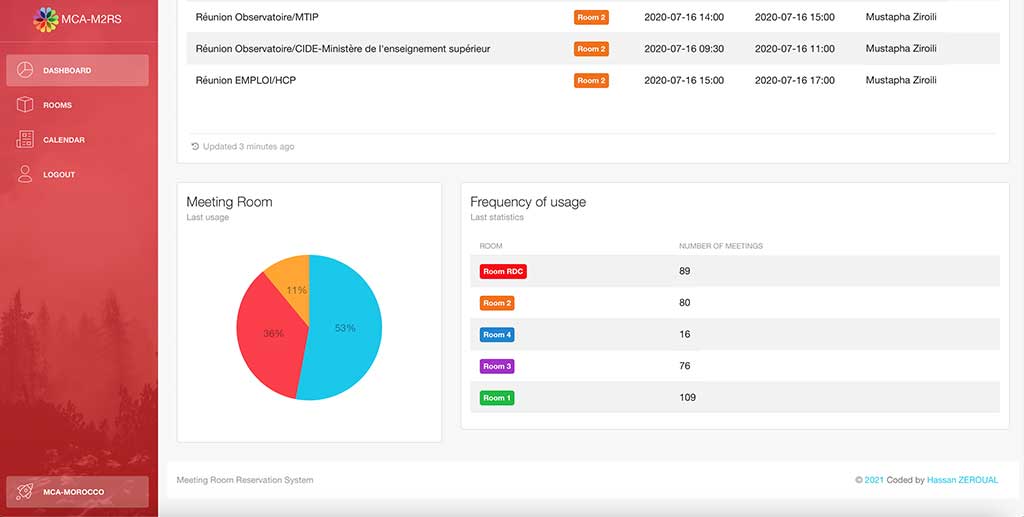 MCA-M2RS
DASHBOARD
ROOMS
CALENDAR
LOGOUT
MCA-MOROCCO
Réunion Observatoire/MTIP Room 2 2020-07-16 14:00 2020-07-16 15:00 Mustapha Ziroili
Réunion Observatoire/CIDE-Ministère de l'enseignement supérieur Room 2 2020-07-16 09:30 2020-07-16 11:00 Mustapha Ziroili
Réunion EMPLOI/HCP Room 2 2020-07-16 15:00 2020-07-16 17:00 Mustapha Ziroili
Updated 3 minutes ago
Meeting Room
Last usage
11%
36%
53%
Frequency of usage
Last statistics
ROOM NUMBER OF MEETINGS
Room RDC 89
Room 2 80
Room 4 16
Room 3 76
Room 1 109
Meeting Room Reservation System
© 2021 Coded by Hassan ZEROUAL